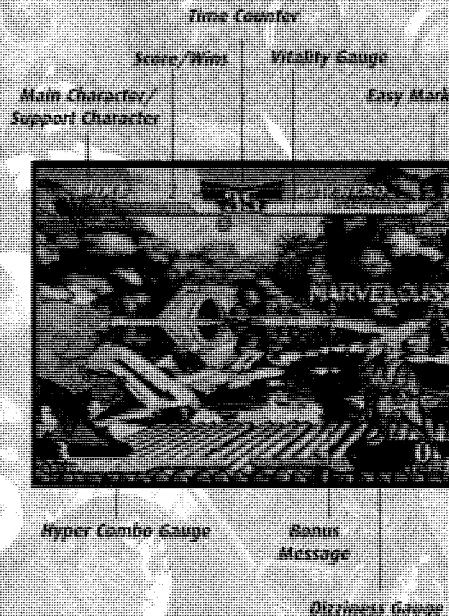 Time Counter
Score/Wins
Vitality Gauge
Main Character/
Support Character
Easy Mark
MARVELOUS
Hyper Combo Gauge
Bonus
Message
Dizziness Gauge